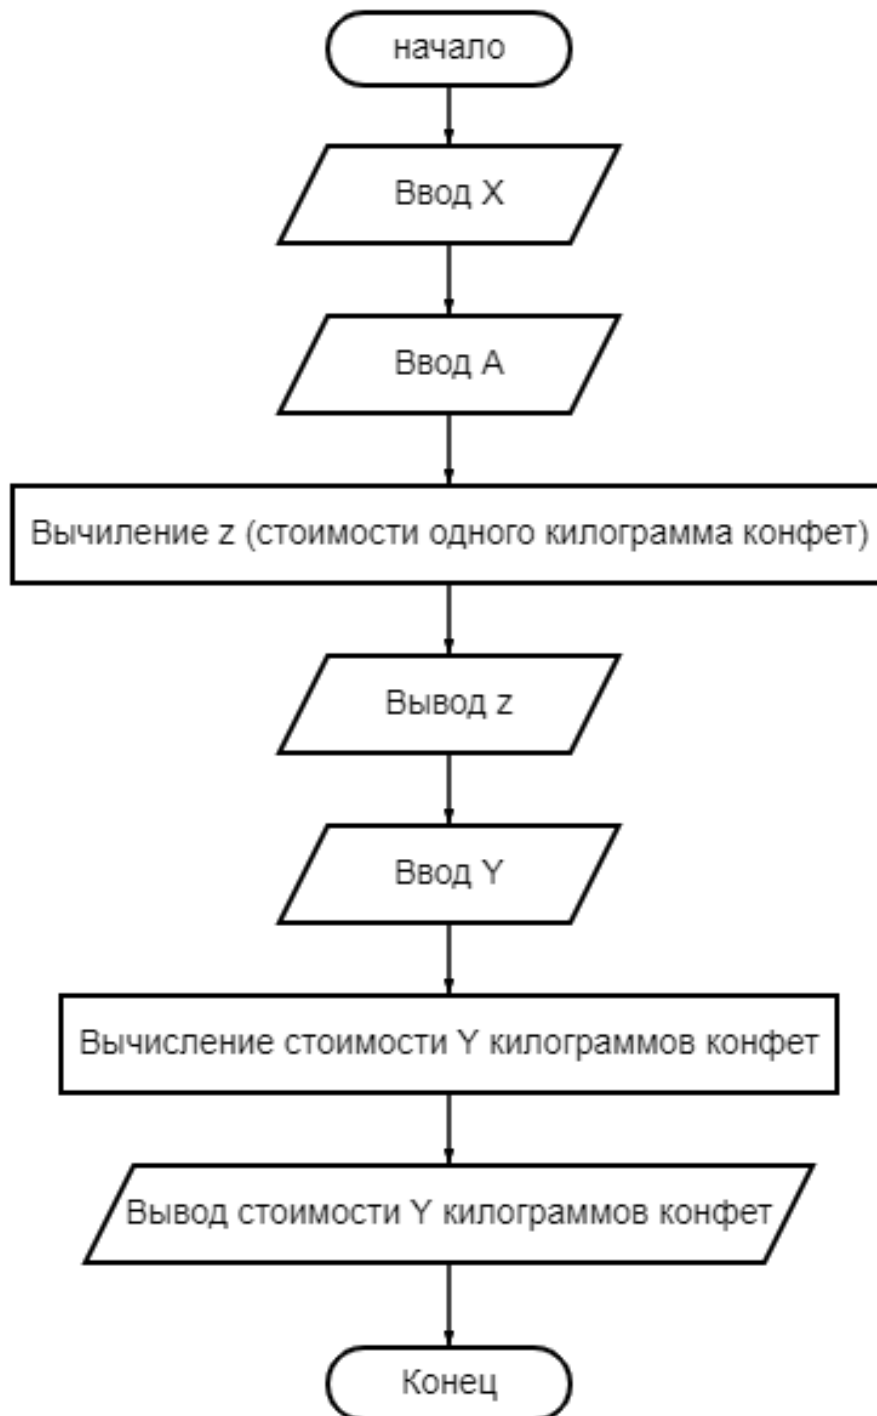 начало
Ввод X
Ввод A
Вычиление z (стоимости одного килограмма конфет)
Вывод z
Ввод Y
Вычисление стоимости Y килограммов конфет
Вывод стоимости Y килограммов конфет
Конец